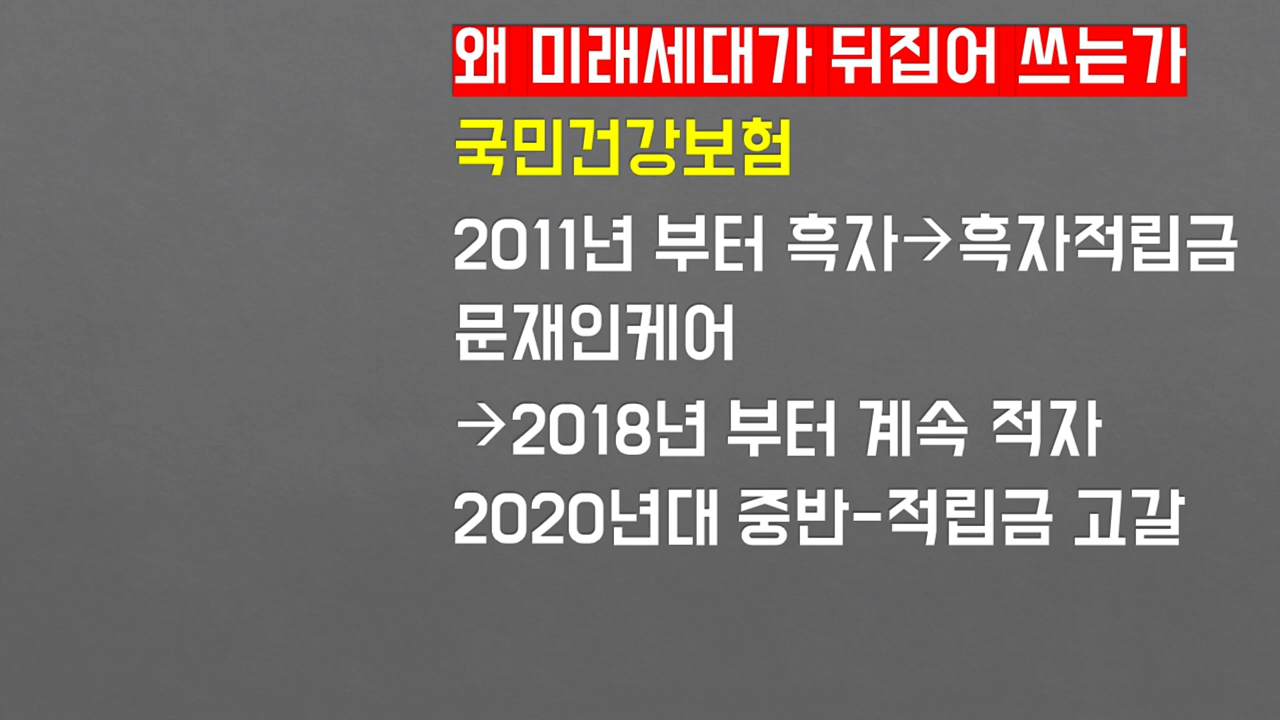 왜 미래세대가 뒤집어 쓰는가
국민건강보험
2011년 부터 흑자→흑자적립금
문재인케어
→2018년 부터 계속 적자
2020년대 중반-적립금 고갈